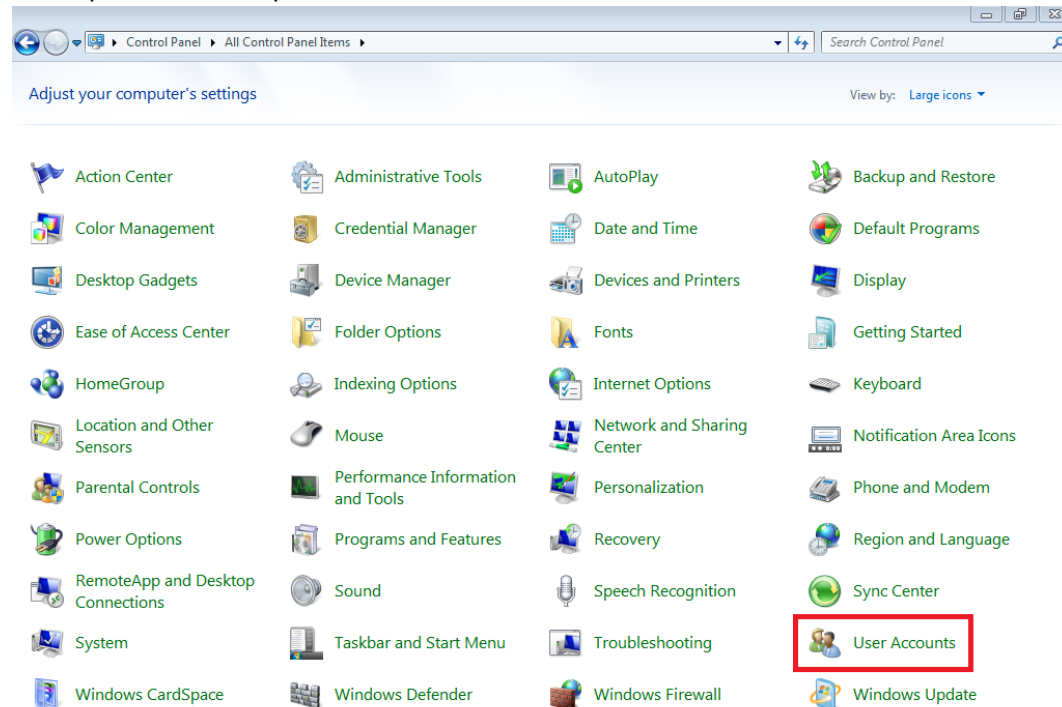 Control Panel ▸ All Control Panel Items ▸
Search Control Panel
Adjust your computer's settings
View by: Large icons
Action Center
Administrative Tools
AutoPlay
Backup and Restore
Color Management
Credential Manager
Date and Time
Default Programs
Desktop Gadgets
Device Manager
Devices and Printers
Display
Ease of Access Center
Folder Options
Fonts
Getting Started
HomeGroup
Indexing Options
Internet Options
Keyboard
Location and Other
Sensors
Mouse
Network and Sharing
Center
Notification Area Icons
Parental Controls
Performance Information
and Tools
Personalization
Phone and Modem
Power Options
Programs and Features
Recovery
Region and Language
RemoteApp and Desktop
Connections
Sound
Speech Recognition
Sync Center
System
Taskbar and Start Menu
Troubleshooting
User Accounts
Windows CardSpace
Windows Defender
Windows Firewall
Windows Update